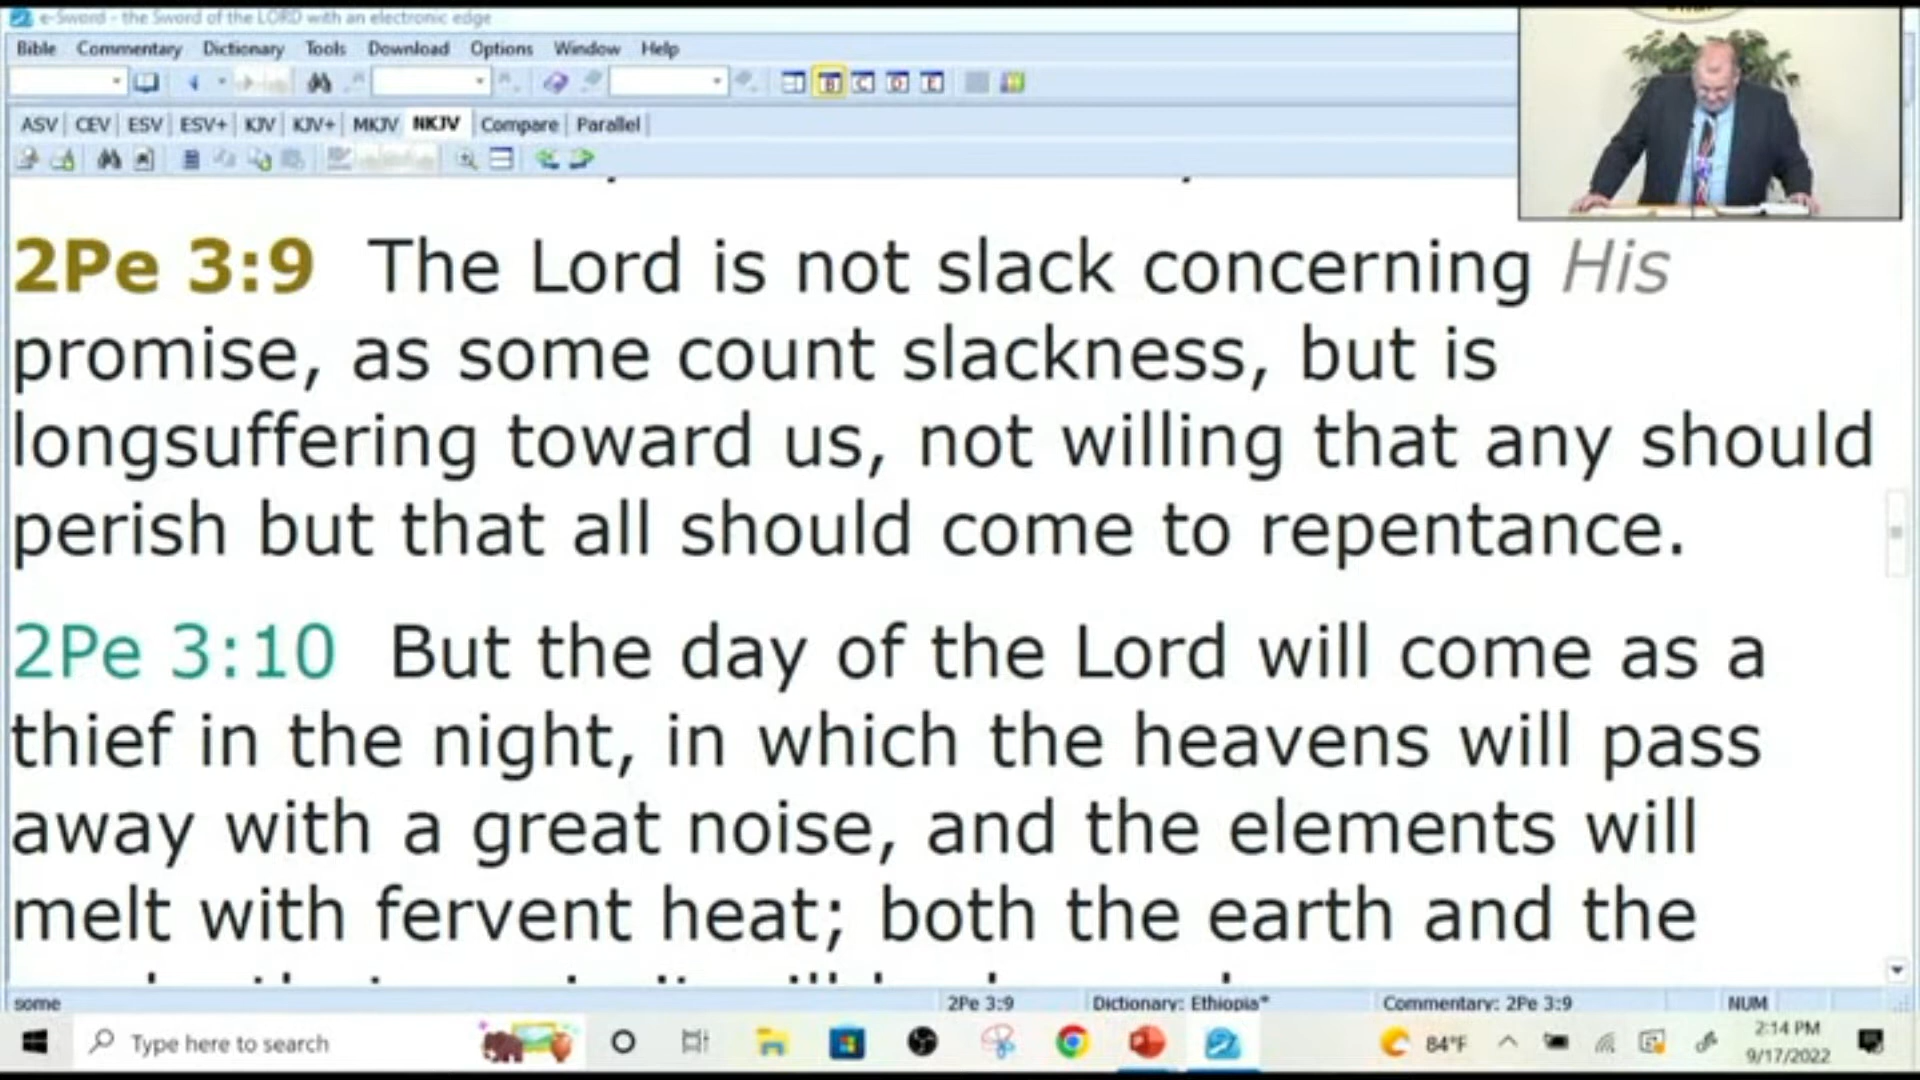 e-Sword - the Sword of the LORD with an electronic edge
Bible Commentary Dictionary Tools Download Options Window Help
ASV CEV ESV ESV+ KJV KJV+ MKJV NKJV Compare Parallel
2Pe 3:9 The Lord is not slack concerning His
promise, as some count slackness, but is
longsuffering toward us, not willing that any should
perish but that all should come to repentance.
2Pe 3:10 But the day of the Lord will come as a
thief in the night, in which the heavens will pass
away with a great noise, and the elements will
melt with fervent heat; both the earth and the
some 2Pe 3:9 Dictionary: Ethiopia* Commentary: 2Pe 3:9 NUM
Type here to search 84°F 2:14 PM
9/17/2022